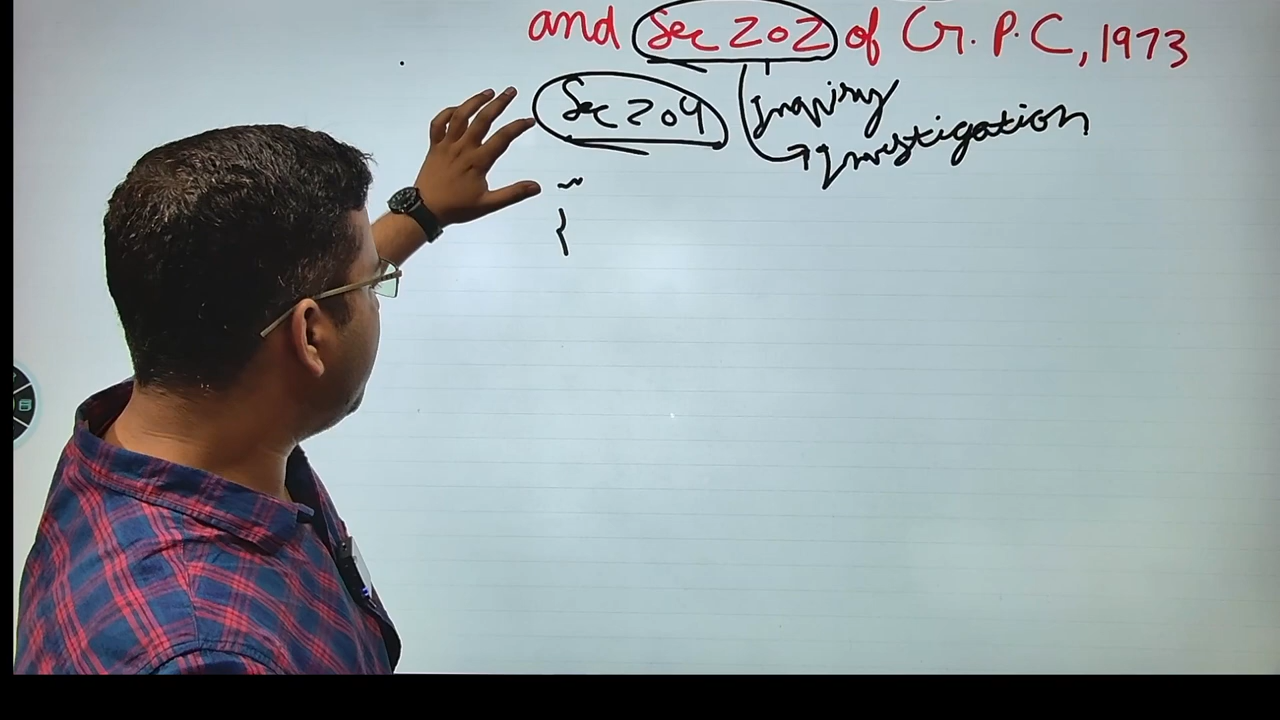 and Sec 202 of Cr. P. C, 1973
Sec 204
Inquiry
Investigation